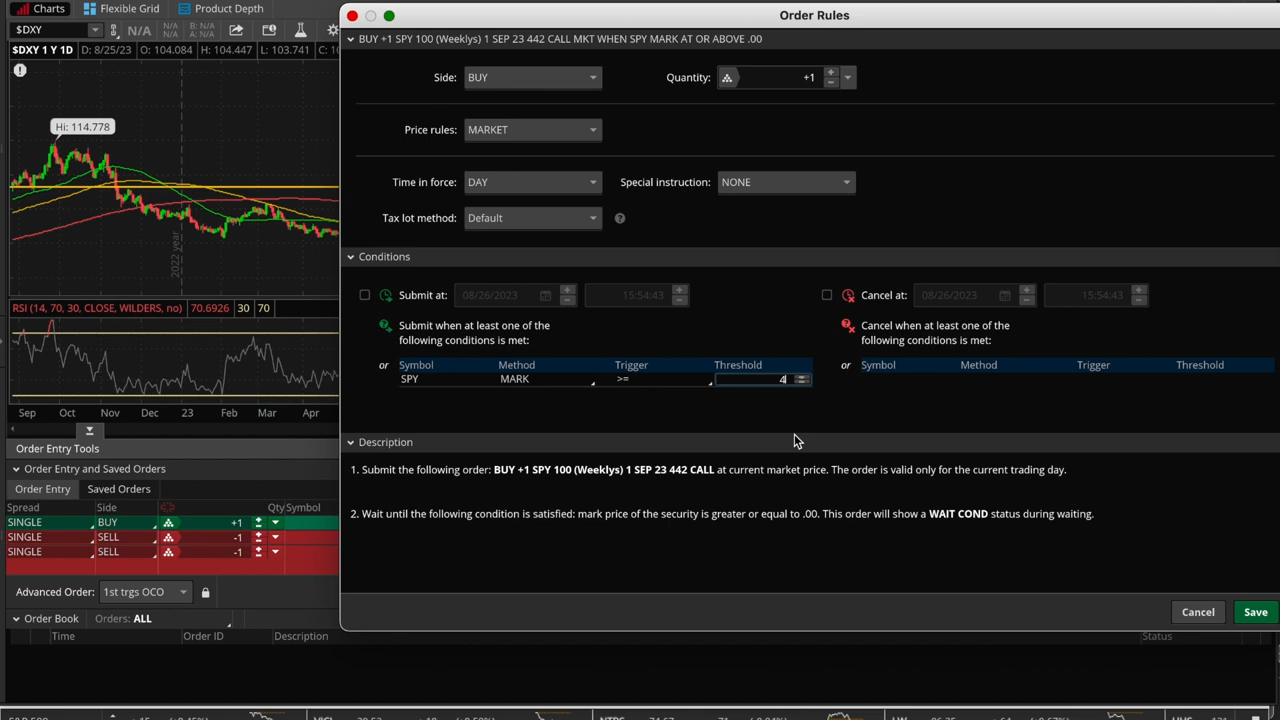 Charts Flexible Grid Product Depth
Order Rules
$DXY N/A N/A N/A B: N/A A: N/A
BUY +1 SPY 100 (Weeklys) 1 SEP 23 442 CALL MKT WHEN SPY MARK AT OR ABOVE .00
$DXY 1 Y 1D D: 8/25/23 O: 104.084 H: 104.447 L: 103.741 C: 10
Side: BUY Quantity: +1
Hi: 114.778
Price rules: MARKET
Time in force: DAY Special instruction: NONE
Tax lot method: Default ?
2022 year
Conditions
Submit at: 08/26/2023 15:54:43 Cancel at: 08/26/2023 15:54:43
RSI (14, 70, 30, CLOSE, WILDERS, no) 70.6926 30 70
Submit when at least one of the
following conditions is met:
Cancel when at least one of the
following conditions is met:
or Symbol Method Trigger Threshold
SPY MARK >= 4
or Symbol Method Trigger Threshold
Sep Oct Nov Dec 23 Feb Mar Apr
Order Entry Tools
Description
Order Entry and Saved Orders
1. Submit the following order: BUY +1 SPY 100 (Weeklys) 1 SEP 23 442 CALL at current market price. The order is valid only for the current trading day.
Order Entry Saved Orders
Spread Side Qty Symbol
2. Wait until the following condition is satisfied: mark price of the security is greater or equal to .00. This order will show a WAIT COND status during waiting.
SINGLE BUY +1
SINGLE SELL -1
SINGLE SELL -1
Advanced Order: 1st trgs OCO
Cancel Save
Order Book Orders: ALL
Time Order ID Description Status